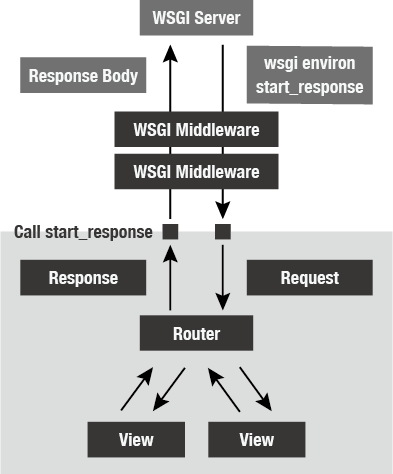 WSGI Server
Response Body
wsgi environ
start_response
WSGI Middleware
WSGI Middleware
Call start_response
Response
Request
Router
View
View